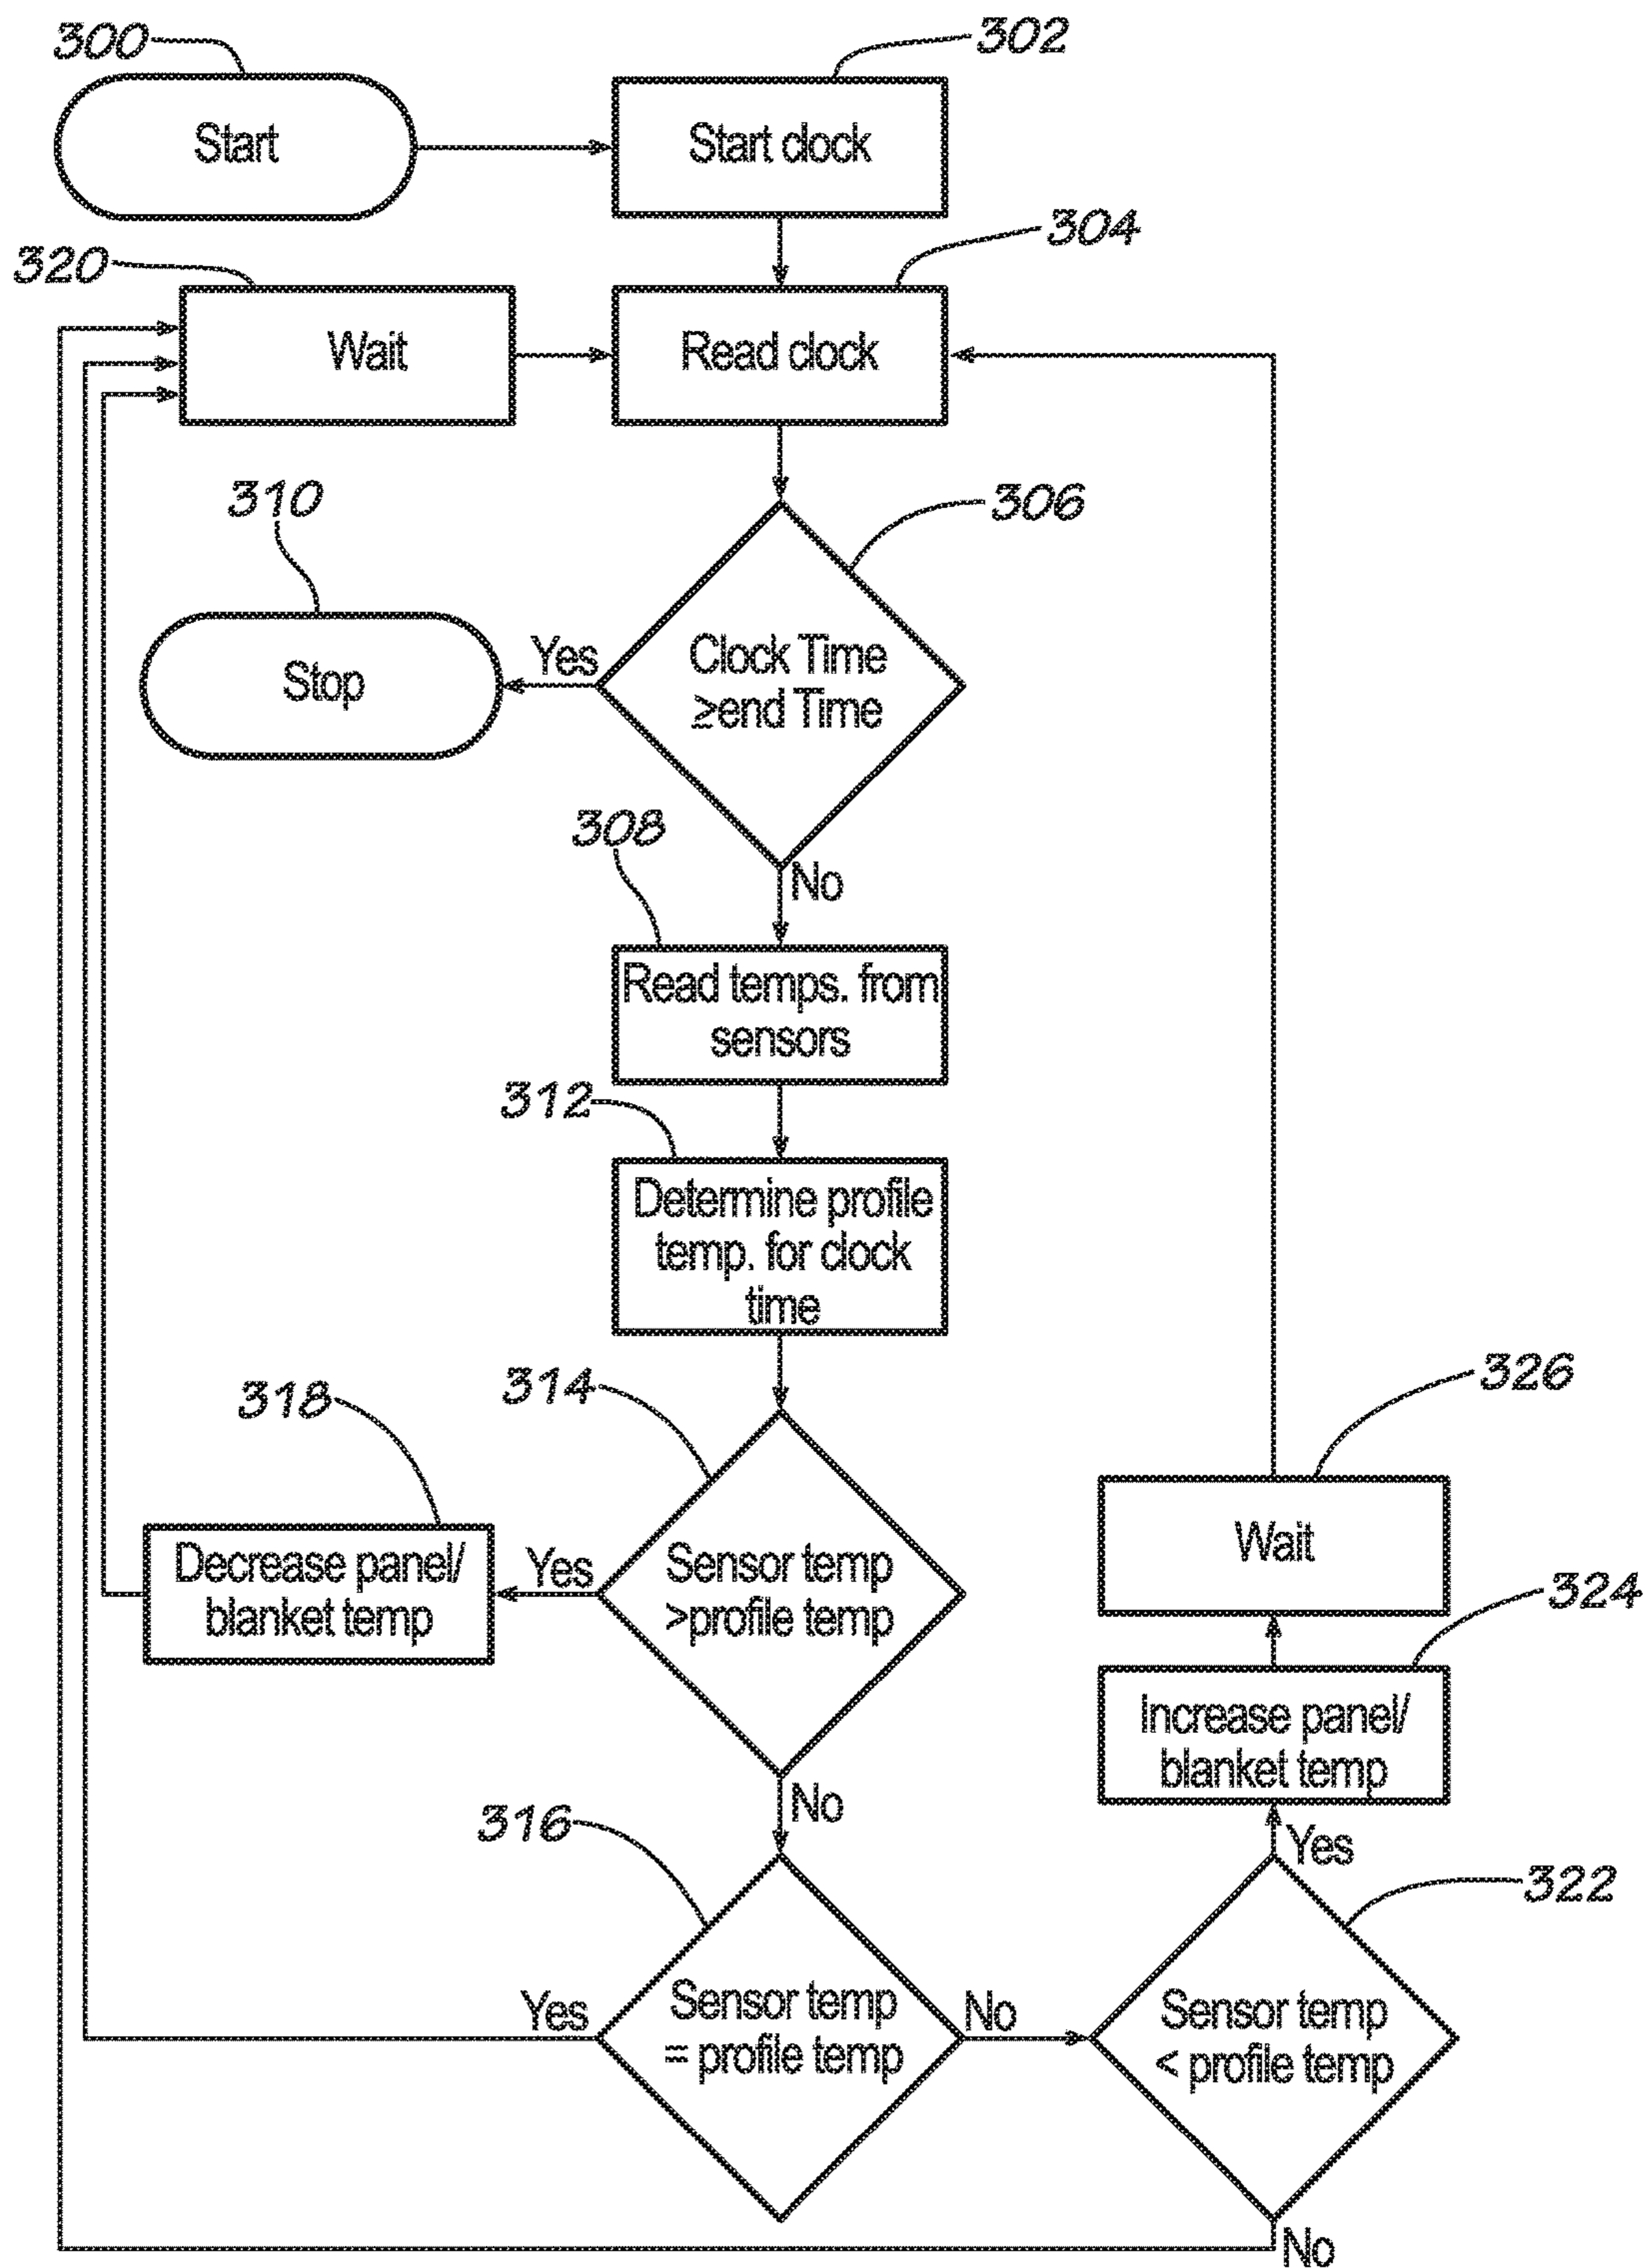 300
302
Start
Start clock
304
320
Wait
Read clock
310
306
Yes
Clock Time
≥end Time
Stop
308
No
Read temps. from
sensors
312
Determine profile
temp. for clock
time
314
318
326
Decrease panel/
blanket temp
Yes
Sensor temp
>profile temp
Wait
324
Increase panel/
blanket temp
No
316
Yes
322
Yes
Sensor temp
= profile temp
No
Sensor temp
< profile temp
No